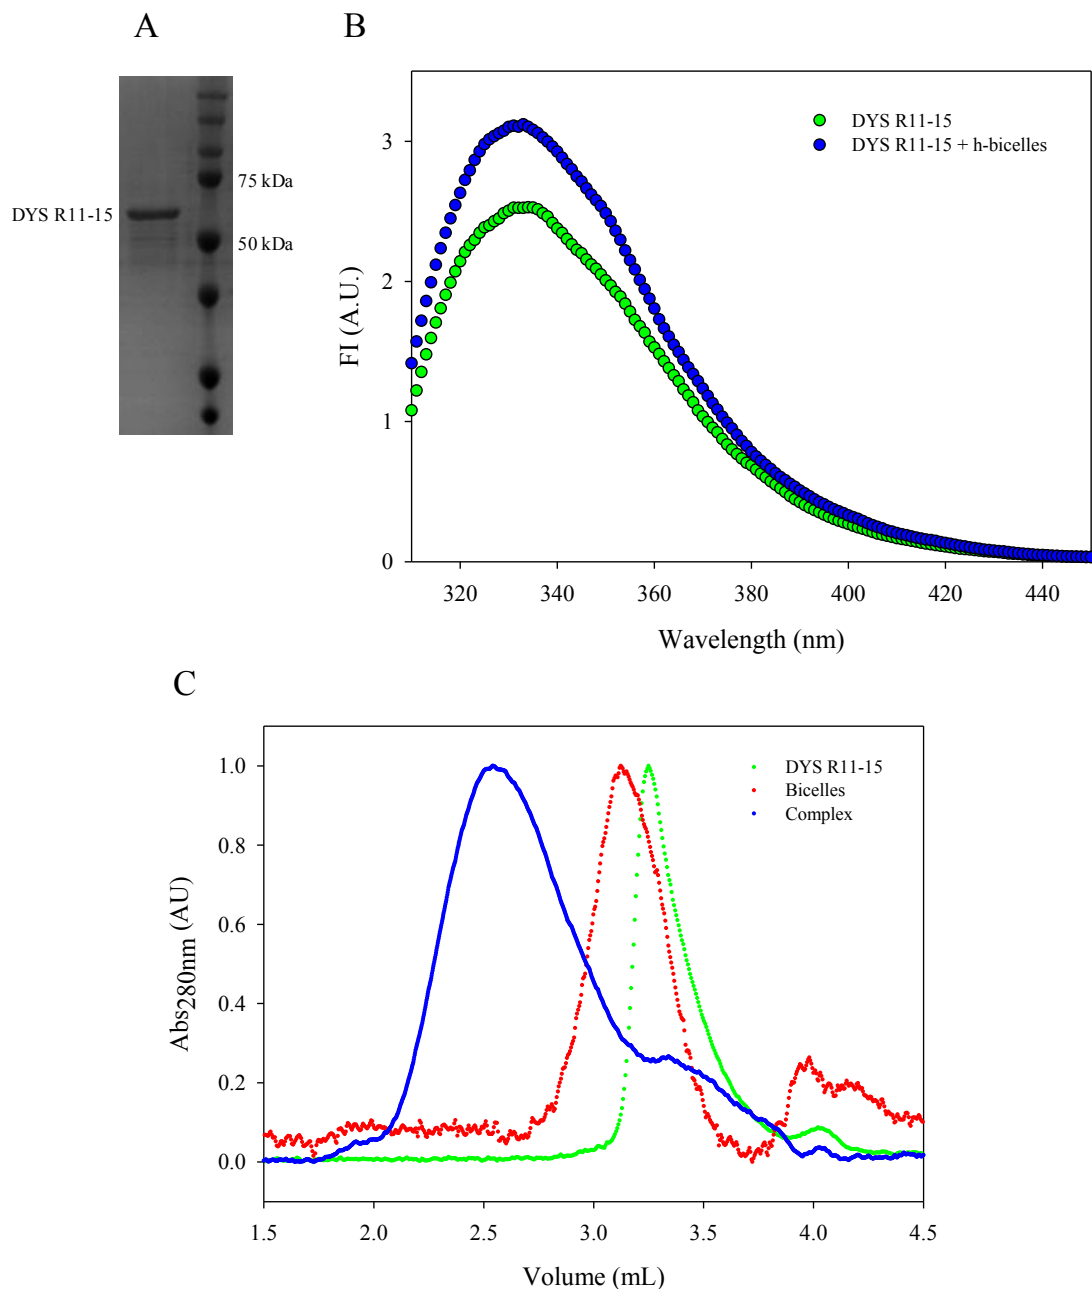 A
B
75 kDa
DYS R11-15
50 kDa
DYS R11-15
DYS R11-15 + h-bicelles
3
2
1
0
FI (A.U.)
320 340 360 380 400 420 440
Wavelength (nm)
C
DYS R11-15
Bicelles
Complex
1.0
0.8
0.6
0.4
0.2
0.0
Abs280nm (AU)
1.5 2.0 2.5 3.0 3.5 4.0 4.5
Volume (mL)